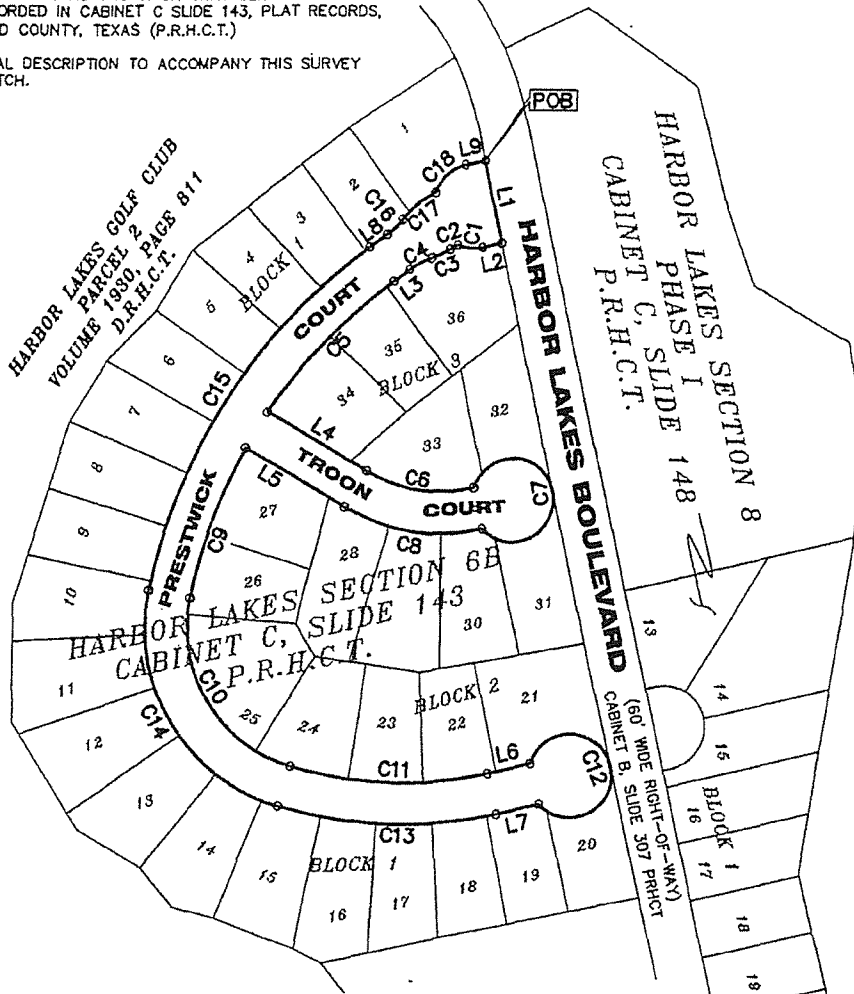 ORDED IN CABINET C SLIDE 143, PLAT RECORDS,
D COUNTY, TEXAS (P.R.H.C.T.)
AL DESCRIPTION TO ACCOMPANY THIS SURVEY
TCH.
POB
HARBOR LAKES GOLF CLUB
PARCEL 2
VOLUME 1930, PAGE 811
D.R.H.C.T.
HARBOR LAKES SECTION 8
PHASE I
CABINET C, SLIDE 148
P.R.H.C.T.
1
2
3
4
5
6
7
8
9
10
11
12
13
14
15
16
17
18
19
20
BLOCK 1
BLOCK 1
L9
C18
C17
C16
L8
L1
C1
C2
C3
L2
C4
L3
C5
C15
L4
L5
C6
C7
C8
C9
C10
C14
C11
L6
C12
C13
L7
COURT
PRESTWICK
TROON
COURT
36
35
34
BLOCK 3
33
32
27
28
26
30
31
HARBOR LAKES SECTION 6B
CABINET C, SLIDE 143
P.R.H.C.T.
25
24
23
22
21
BLOCK 2
HARBOR LAKES BOULEVARD
(60' WIDE RIGHT-OF-WAY)
CABINET B, SLIDE 307 PRHCT
13
14
15
BLOCK 1
16
17
18
19